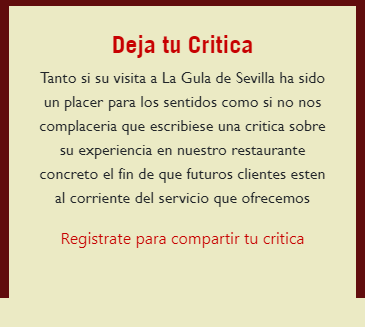 Deja tu Critica
Tanto si su visita a La Gula de Sevilla ha sido
un placer para los sentidos como si no nos
complaceria que escribiese una critica sobre
su experiencia en nuestro restaurante
concreto el fin de que futuros clientes esten
al corriente del servicio que ofrecemos
Registrate para compartir tu critica